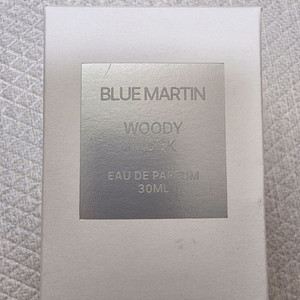 BLUE MARTIN
WOODY
EAU DE PARFUM
30ML